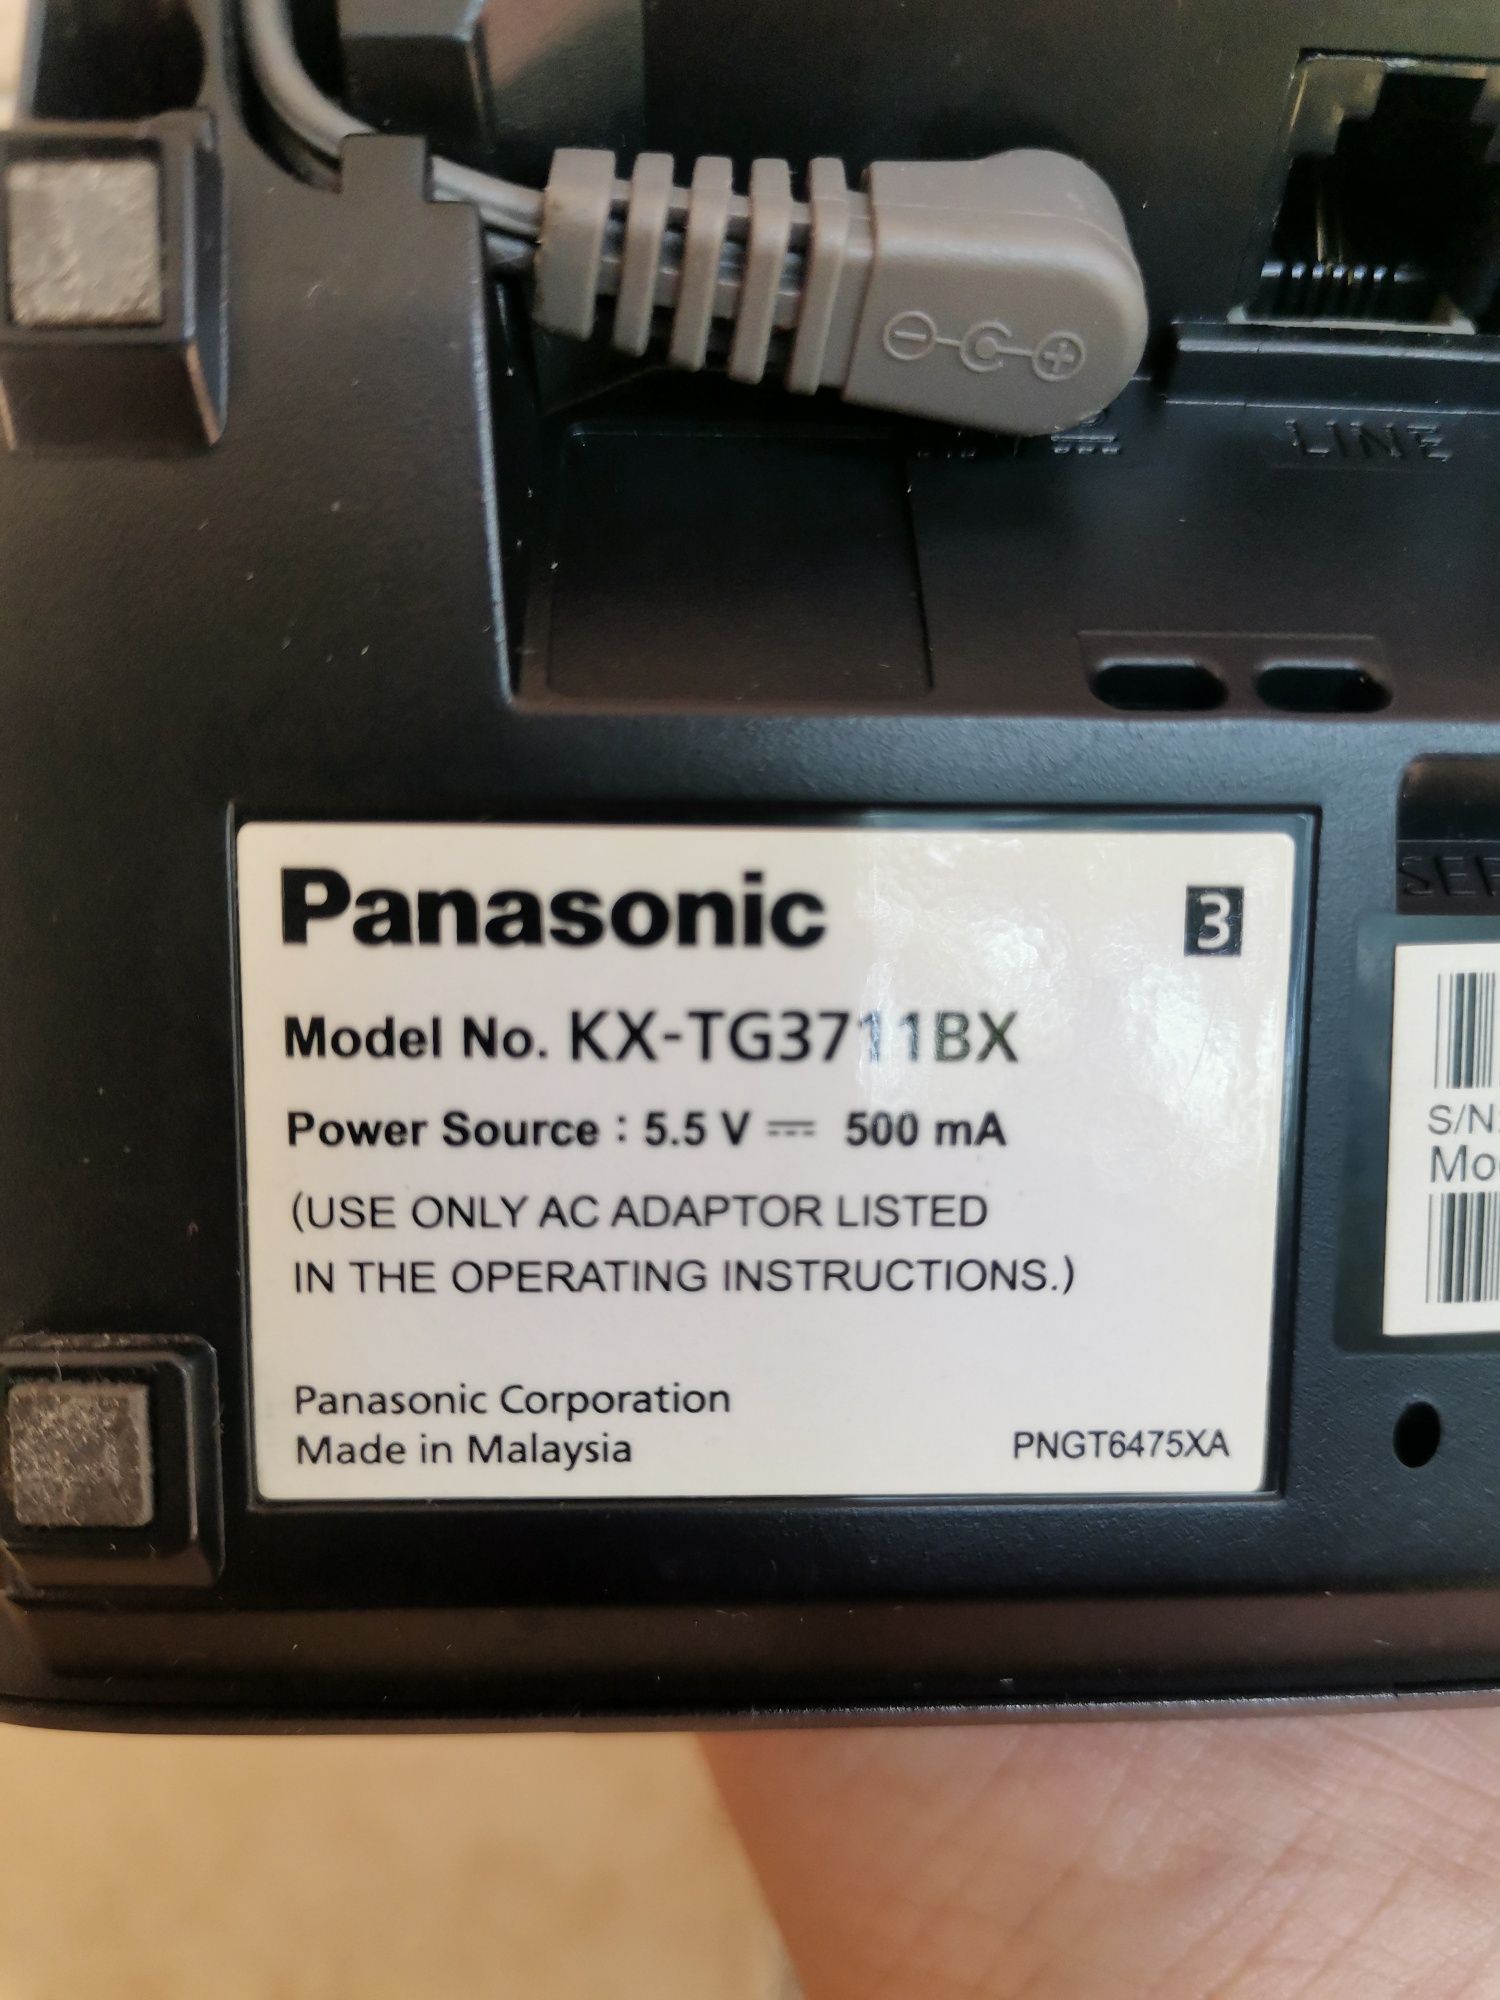 LINE
Panasonic
3
Model No. KX-TG3711BX
Power Source : 5.5 V ⎓ 500 mA
(USE ONLY AC ADAPTOR LISTED
IN THE OPERATING INSTRUCTIONS.)
Panasonic Corporation
Made in Malaysia
PNGT6475XA
S/N